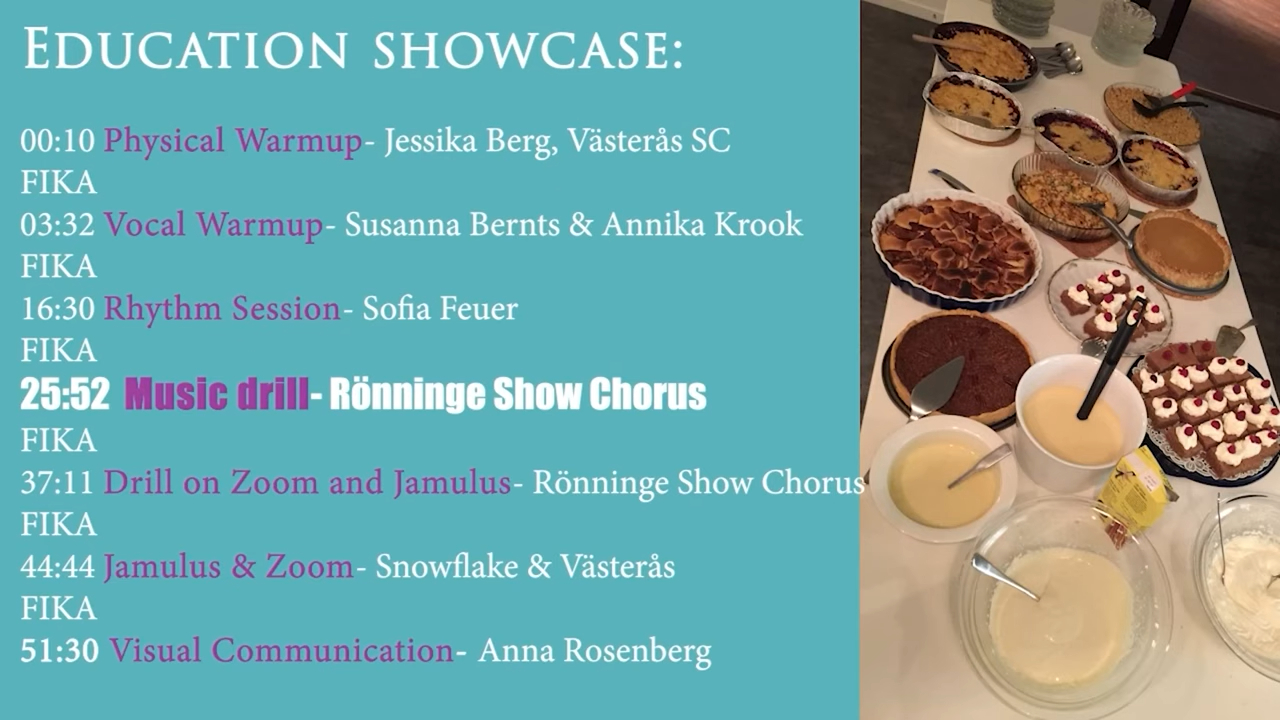 EDUCATION SHOWCASE:
00:10 Physical Warmup- Jessika Berg, Västerås SC
FIKA
03:32 Vocal Warmup- Susanna Bernts & Annika Krook
FIKA
16:30 Rhythm Session- Sofia Feuer
FIKA
25:52 Music drill- Rönninge Show Chorus
FIKA
37:11 Drill on Zoom and Jamulus- Rönninge Show Chorus
FIKA
44:44 Jamulus & Zoom- Snowflake & Västerås
FIKA
51:30 Visual Communication- Anna Rosenberg